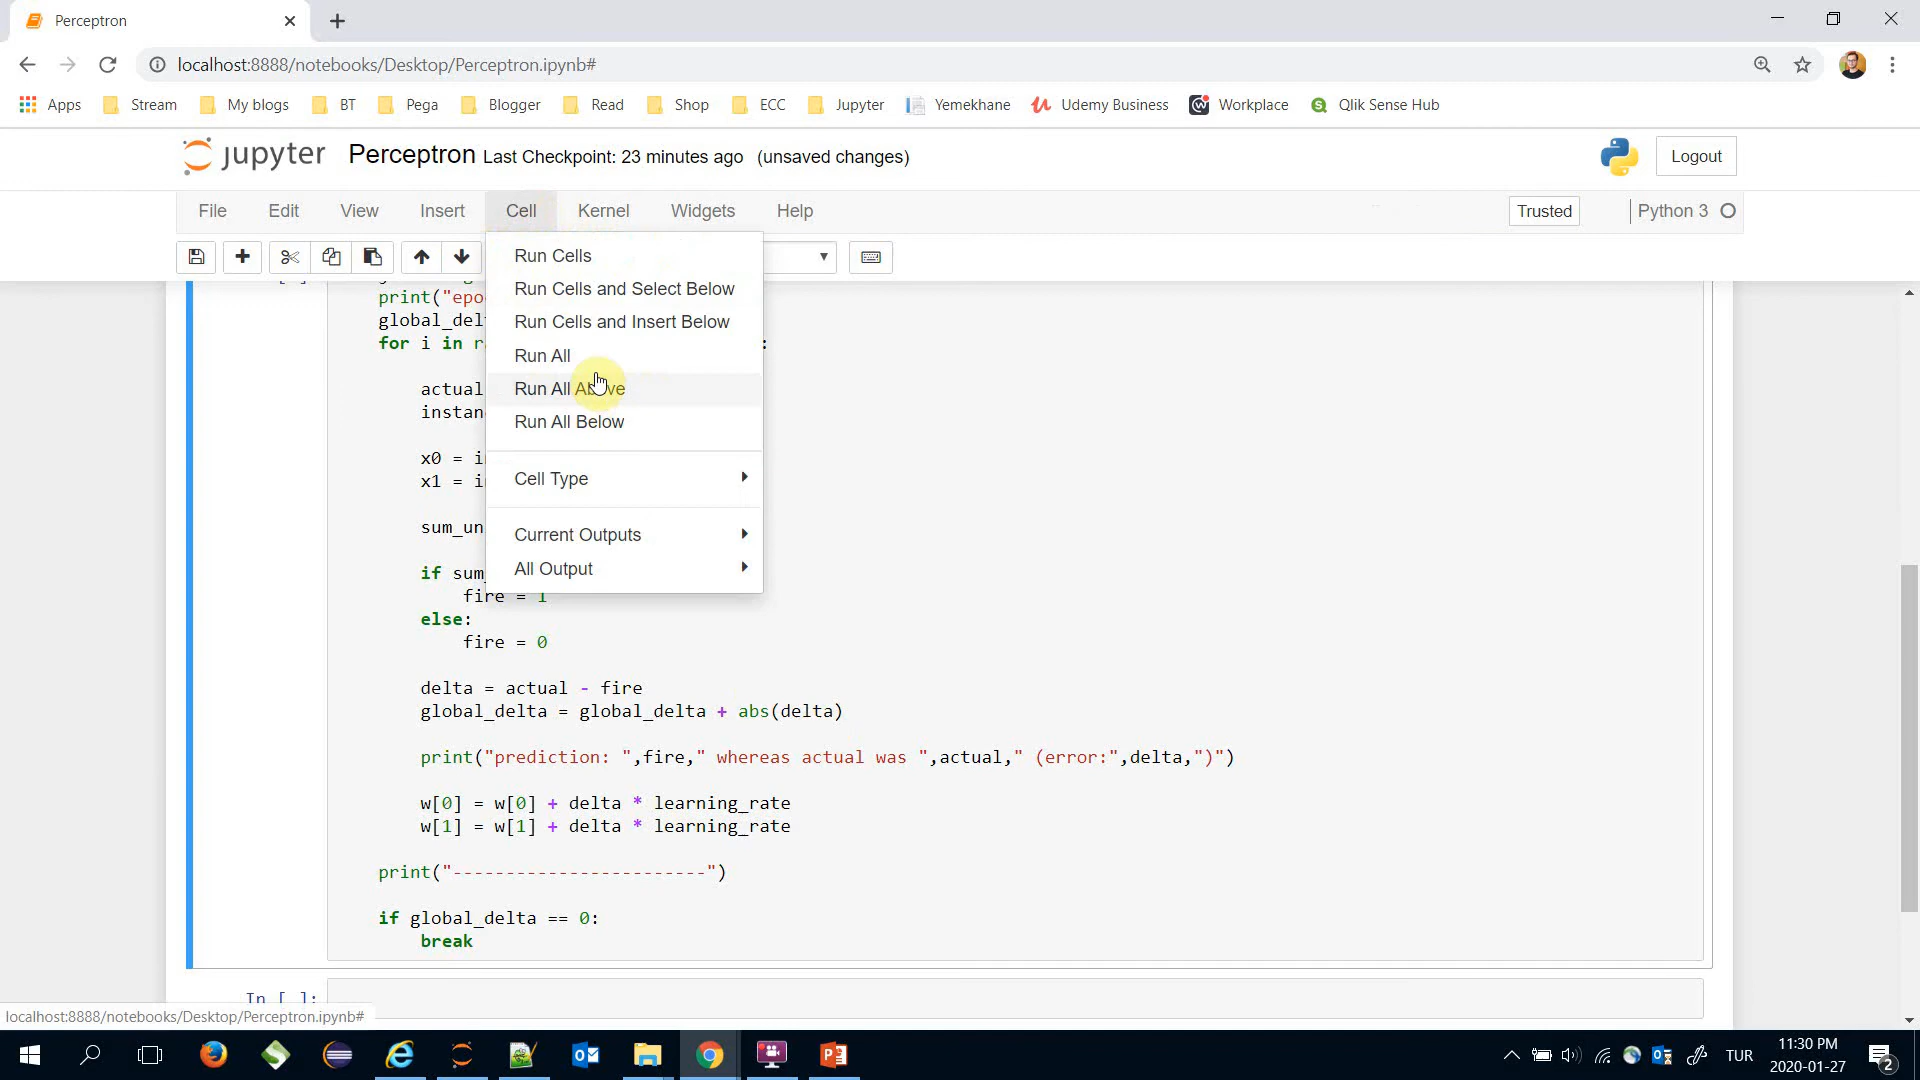 Perceptron
localhost:8888/notebooks/Desktop/Perceptron.ipynb#
Apps Stream My blogs BT Pega Blogger Read Shop ECC Jupyter Yemekhane Udemy Business Workplace Qlik Sense Hub
jupyter Perceptron Last Checkpoint: 23 minutes ago (unsaved changes) Logout
File Edit View Insert Cell Kernel Widgets Help Trusted Python 3
Run Cells
Run Cells and Select Below
Run Cells and Insert Below
Run All
Run All Above
Run All Below
Cell Type
Current Outputs
All Output
print("epo
global_del
for i in r :
actual
instan
x0 = i
x1 = i
sum_un
if sum
fire = 1
else:
fire = 0
delta = actual - fire
global_delta = global_delta + abs(delta)
print("prediction: ",fire," whereas actual was ",actual," (error:",delta,")")
w[0] = w[0] + delta * learning_rate
w[1] = w[1] + delta * learning_rate
print("------------------------")
if global_delta == 0:
break
In [ ]:
localhost:8888/notebooks/Desktop/Perceptron.ipynb#
TUR 11:30 PM
2020-01-27
2